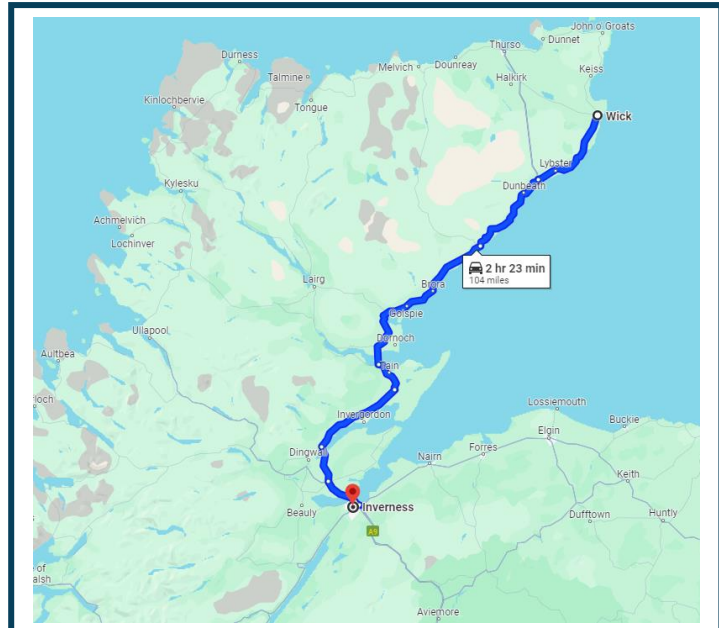 John o Groats
Dunnet
Thurso
Durness
Melvich
Dounreay
Keiss
Talmine
Halkirk
Kinlochbervie
Tongue
Wick
Lybster
Kylesku
Dunbeath
Achmelvich
Lochinver
2 hr 23 min
104 miles
Lairg
Brora
Golspie
Ullapool
Dornoch
Aultbea
Tain
Lossiemouth
Invergordon
Buckie
Elgin
Forres
Dingwall
Nairn
Keith
Inverness
Beauly
Dufftown
Huntly
A9
e of
alsh
Aviemore